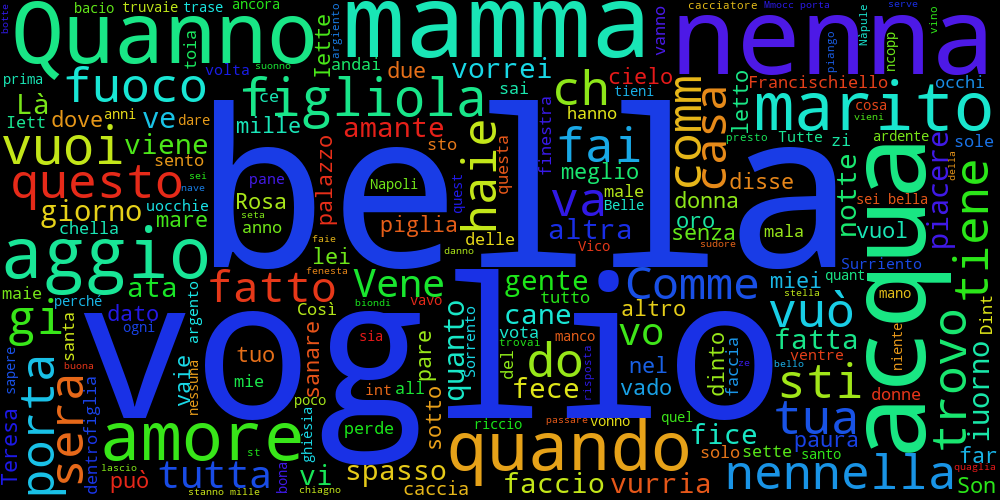 botte
bacio
truvaie
trase
ancora
Quanno
mamma
nenna
cacciatore
Mmocc porta
serve
vino
Nàpule
piango
ncopp
toia
Iette
argiento
vanno
volta
suonno
andai
due
vorrei
cielo
prima
fuoco
ce
figliola
sai
ch
tieni
comm
casa
letto
Francischiello
occhi
cosa
vieni
marito
Là
anni
Iett
dove
ve
dare
mille
amante
hanno
finestra
presto
Tutte
zi
ardente
sole
vuoi
viene
sento
sto
haie
questa
fai
meglio
questo
sei
nave
pane
palazzo
Napoli
quest
disse
notte
piacere
della
giorno
uocchie
Rosa
seta
anno
bella
piglia
va
male
Belle
donna
oro
senza
mala
sei bella
acqua
tiene
vuol
chella
mare
aggio
lei
faie
fenesta
delle
danno
altra
Vico
sudore
maie
perché
ata
fatto
Vene
gente
tutto
Comme
miei
stella
quant
Surriento
mano
gi
dato
ogni
argento
Così
biondi
vavo
quanto
Sorrento
cane
vota
trovai
altro
vo
manco
vuò
fatta
niente
trovo
iuorno
Dint
voglio
sia
santa
sapere
buona
tuo
mie
sanare
pare
del
do
risposta
nel
dinto
faccia
ze
bello
ventre
sti
Teresa
porta
serra
dentrofiglia
vaie
nessuna
poco
int
all
sotto
fece
vado
donne
amore
st
ghièsia
perde
riccio
passare
vonno
quel
tua
paura
lascio
può
tutta
stanno mille
bona
chiagno
vi
spasso
caccia
quando
faccio
vurria
fice
solo
sette
santo
nennella
quaglia
far
Son